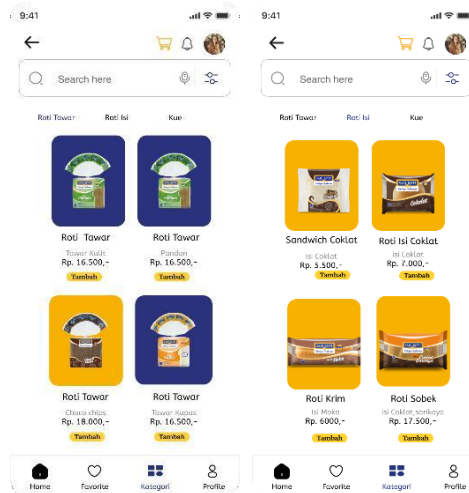 9:41
Search here
Roti Tawar Roti Isi Kue
Roti Tawar
Tawar Kulit
Rp. 16.500,-
Tambah
Roti Tawar
Pandan
Rp. 16.500,-
Tambah
Roti Tawar
Choco chips
Rp. 18.000,-
Tambah
Roti Tawar
Tawar Kupas
Rp. 16.500,-
Tambah
Home Favorite Kategori Profile
9:41
Search here
Roti Tawar Roti Isi Kue
Sandwich Coklat
Isi Coklat
Rp. 5.500,-
Tambah
Roti Isi Coklat
Isi Coklat
Rp. 7.000,-
Tambah
Roti Krim
Isi Moka
Rp. 6000,-
Tambah
Roti Sobek
Isi Coklat,sarikaya
Rp. 17.500,-
Tambah
Home Favorite Kategori Profile